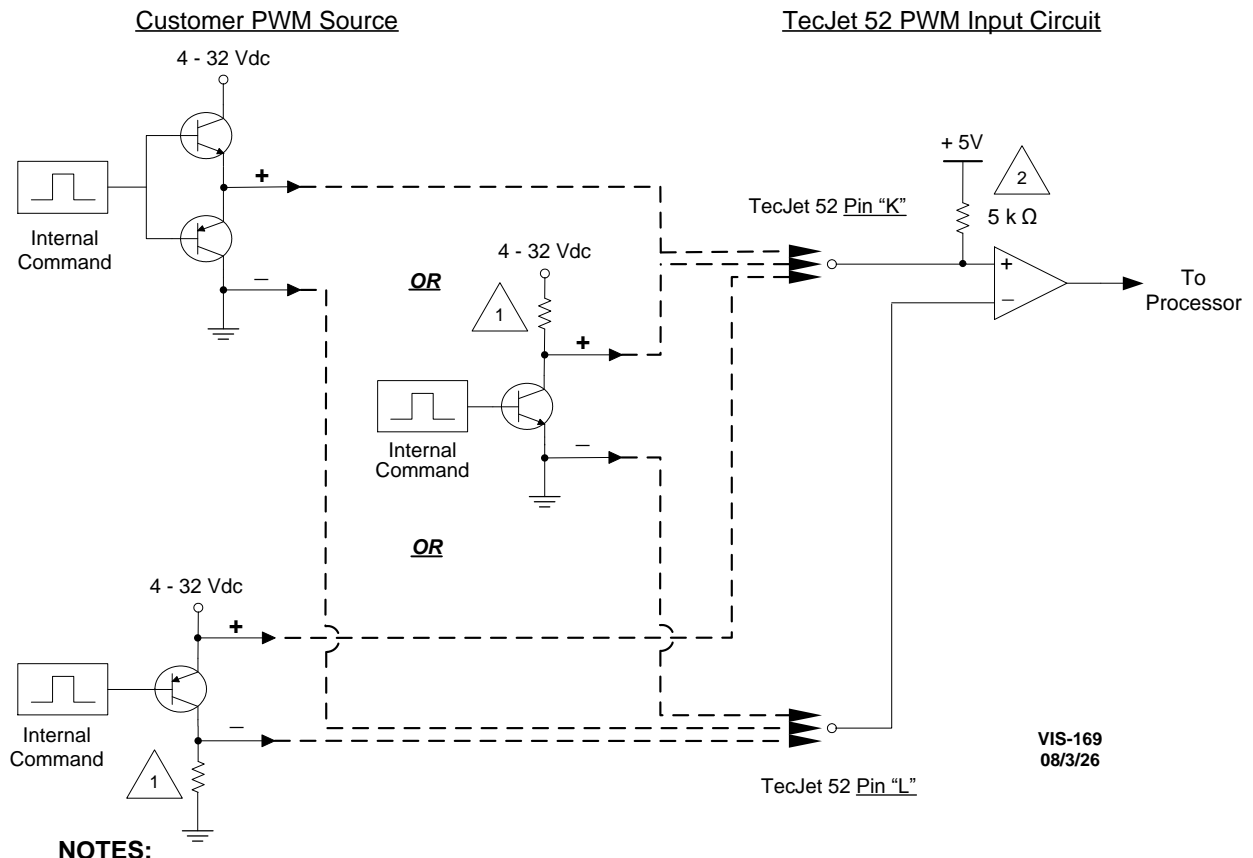 Customer PWM Source
TecJet 52 PWM Input Circuit
4 - 32 Vdc
+
Internal
Command
–
OR
4 - 32 Vdc
1
+
Internal
Command
–
OR
TecJet 52 Pin “K”
+ 5V
2
5 k Ω
+
–
To
Processor
4 - 32 Vdc
+
Internal
Command
–
1
TecJet 52 Pin “L”
VIS-169
08/3/26
NOTES: